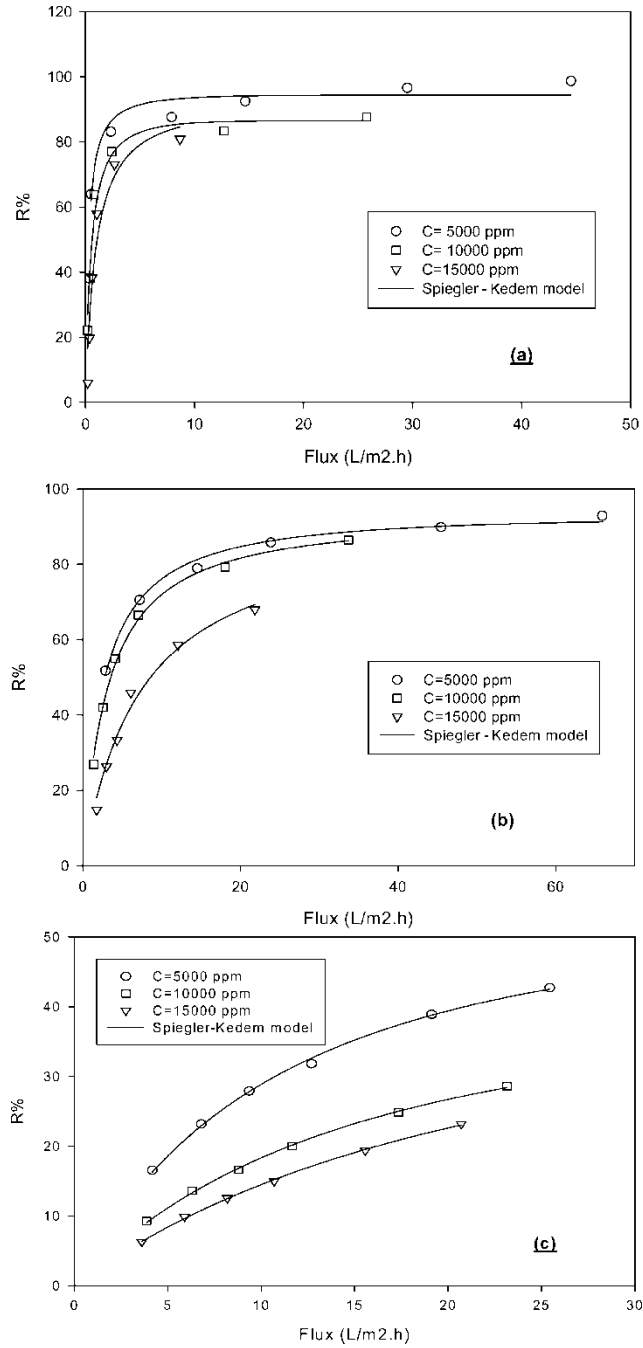 120
100
80
60
40
20
0
R%
C= 5000 ppm
C= 10000 ppm
C=15000 ppm
Spiegler - Kedem model
(a)
0 10 20 30 40 50
Flux (L/m2.h)
100
80
60
40
20
0
R%
C=5000 ppm
C=10000 ppm
C=15000 ppm
Spiegler - Kedem model
(b)
0 20 40 60
Flux (L/m2.h)
50
40
30
20
10
0
R%
C=5000 ppm
C=10000 ppm
C=15000 ppm
Spiegler-Kedem model
(c)
0 5 10 15 20 25 30
Flux (L/m2.h)